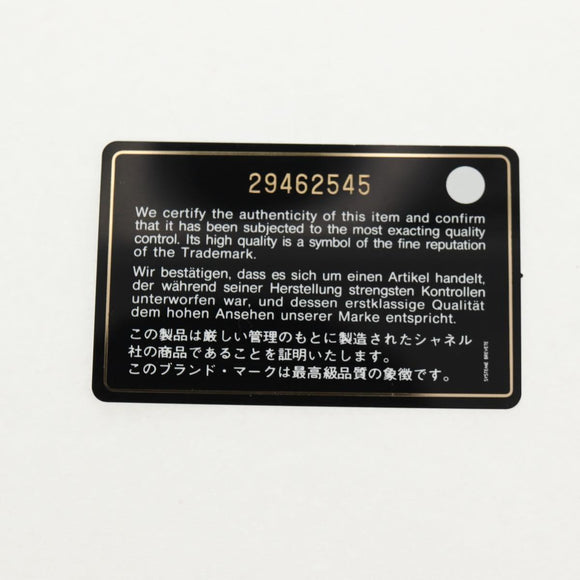 29462545
We certify the authenticity of this item and confirm
that it has been subjected to the most exacting quality
control. Its high quality is a symbol of the fine reputation
of the Trademark.
Wir bestätigen, dass es sich um einen Artikel handelt,
der während seiner Herstellung strengsten Kontrollen
unterworfen war, und dessen erstklassige Qualität
dem hohen Ansehen unserer Marke entspricht.
この製品は厳しい管理のもとに製造されたシャネル
社の商品であることを証明いたします。
このブランド・マークは最高級品質の象徴です。
SYSTEME BREVETE